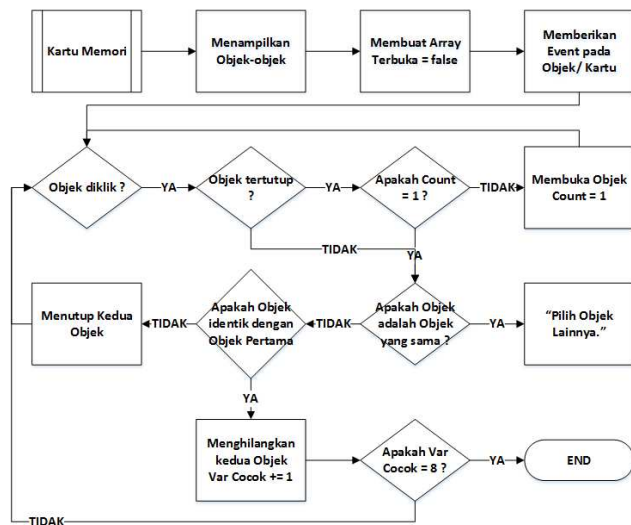 Kartu Memori
Menampilkan
Objek-objek
Membuat Array
Terbuka = false
Memberikan
Event pada
Objek/ Kartu
Objek diklik ?
YA
Objek tertutup
?
YA
Apakah Count
= 1 ?
TIDAK
Membuka Objek
Count = 1
TIDAK
YA
Menutup Kedua
Objek
TIDAK
Apakah Objek
identik dengan
Objek Pertama
TIDAK
Apakah Objek
adalah Objek
yang sama ?
YA
“Pilih Objek
Lainnya.”
YA
Menghilangkan
kedua Objek
Var Cocok += 1
Apakah Var
Cocok = 8 ?
YA
END
TIDAK